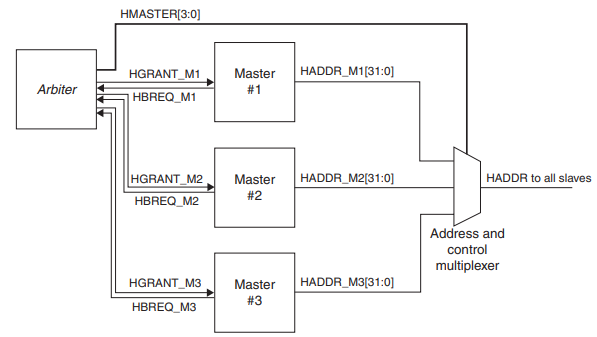 HMASTER[3:0]
Arbiter
HGRANT_M1
HBREQ_M1
Master
#1
HADDR_M1[31:0]
HGRANT_M2
HBREQ_M2
Master
#2
HADDR_M2[31:0]
HADDR to all slaves
Address and
control
multiplexer
HGRANT_M3
HBREQ_M3
Master
#3
HADDR_M3[31:0]